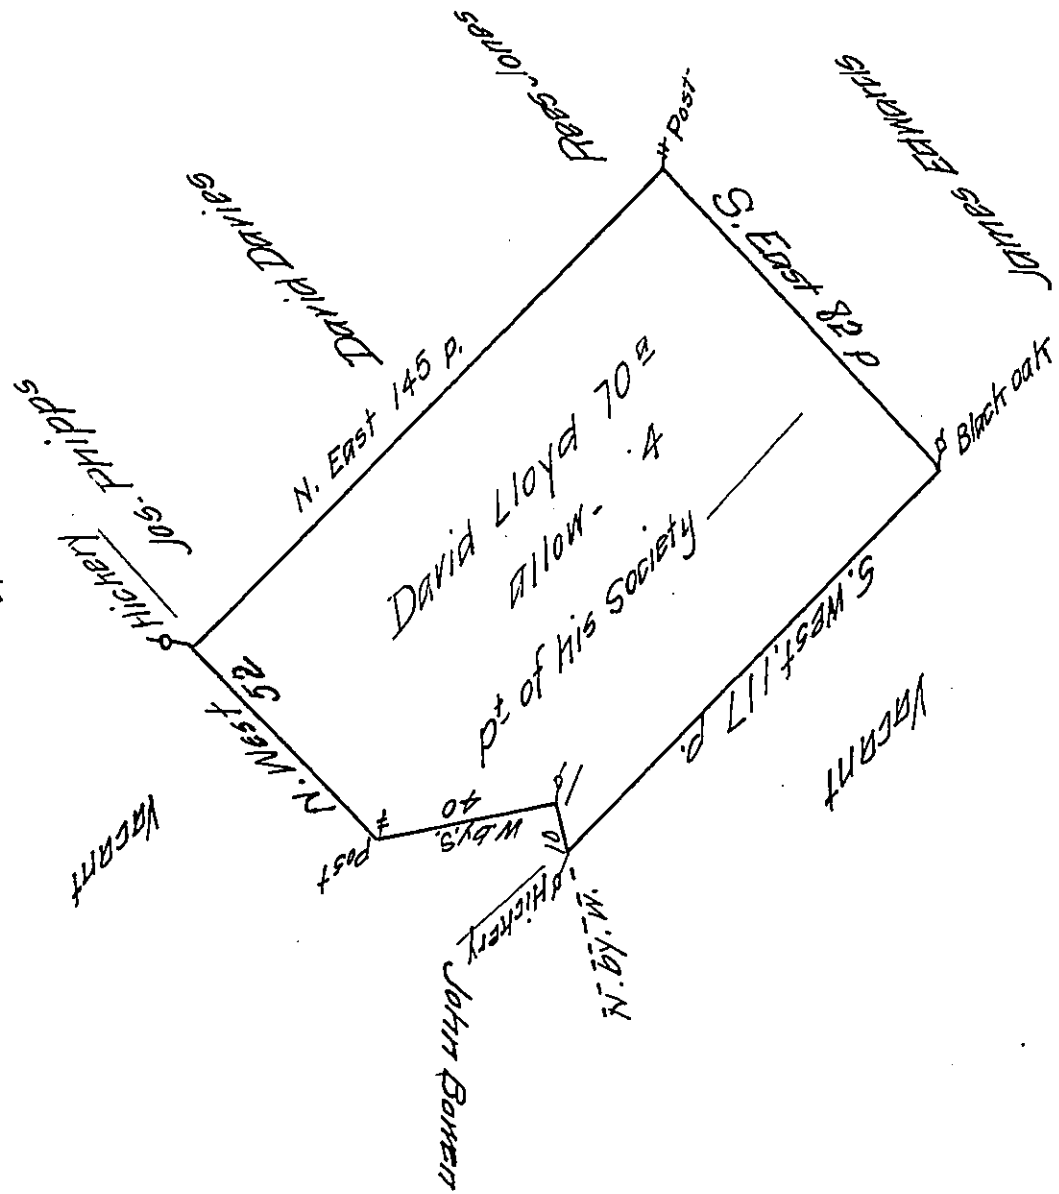 Rees Jones
James Edwards
David Davies
Jos. Philipps
Hickery
Post
N. East 145 p.
S. East 82 p
David Lloyd 70 a
allow- .4
pt of his Society
Black oak
N. West 52
S. West. 117 p.
Vacant
Vacant
Post
W. by S. 40
10
Hickery
N. by. W.
John Bowen